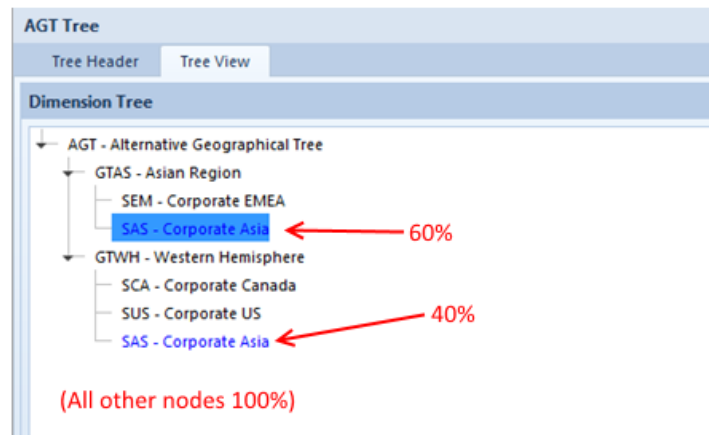 AGT Tree
Tree Header Tree View
Dimension Tree
AGT - Alternative Geographical Tree
GTAS - Asian Region
SEM - Corporate EMEA
SAS - Corporate Asia 60%
GTWH - Western Hemisphere
SCA - Corporate Canada
SUS - Corporate US
40%
SAS - Corporate Asia
(All other nodes 100%)